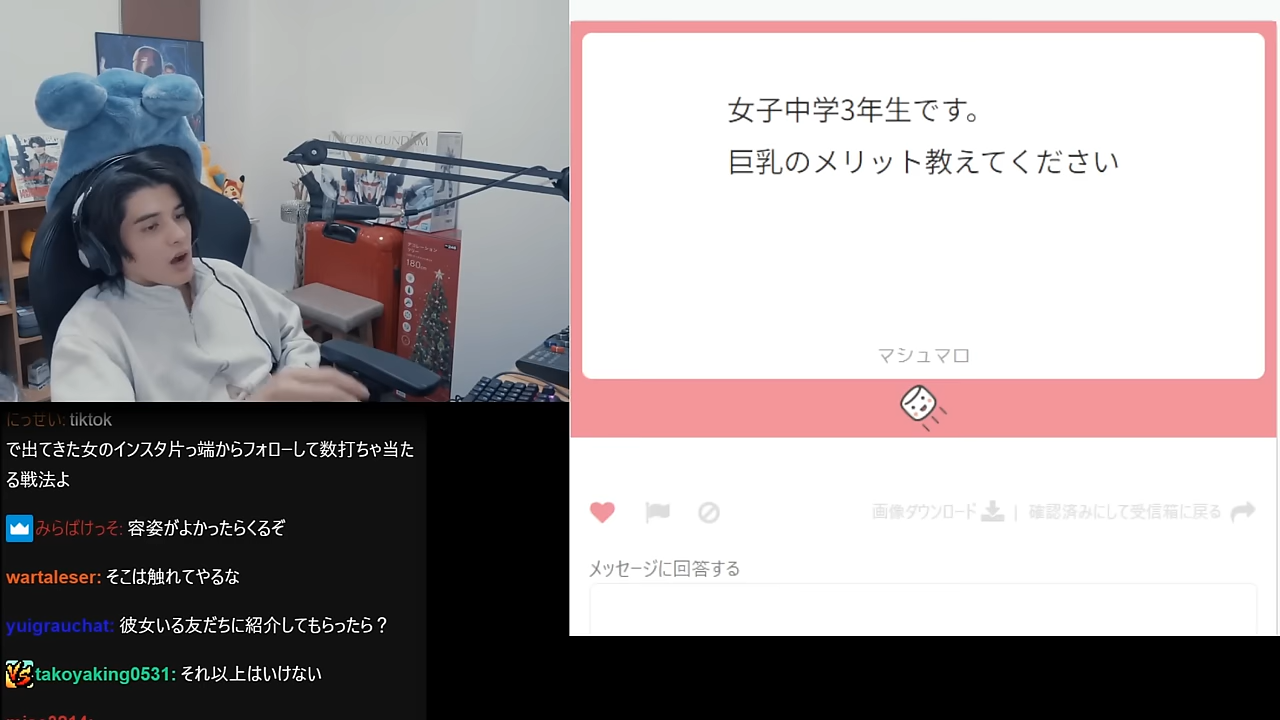 女子中学3年生です。
巨乳のメリット教えてください
マシュマロ
画像ダウンロード | 確認済みにして受信箱に戻る
メッセージに回答する
UNICORN GUNDAM
180
にっせい: tiktok
で出てきた女のインスタ片っ端からフォローして数打ちゃ当た
る戦法よ
みらぱけっそ: 容姿がよかったらくるぞ
wartaleser: そこは触れてやるな
yuigrauchat: 彼女いる友だちに紹介してもらったら？
takoyaking0531: それ以上はいけない